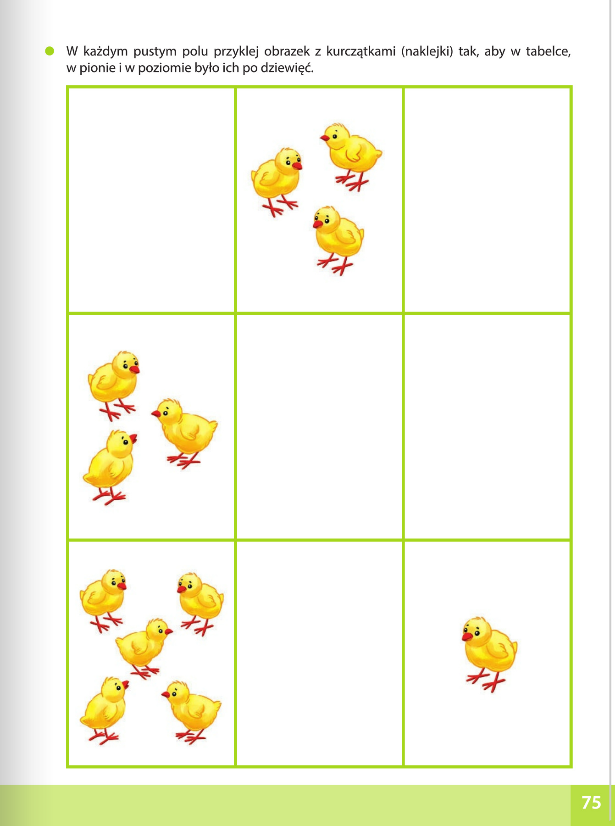 W każdym pustym polu przyklej obrazek z kurczątkami (naklejki) tak, aby w tabelce,
w pionie i w poziomie było ich po dziewięć.
75